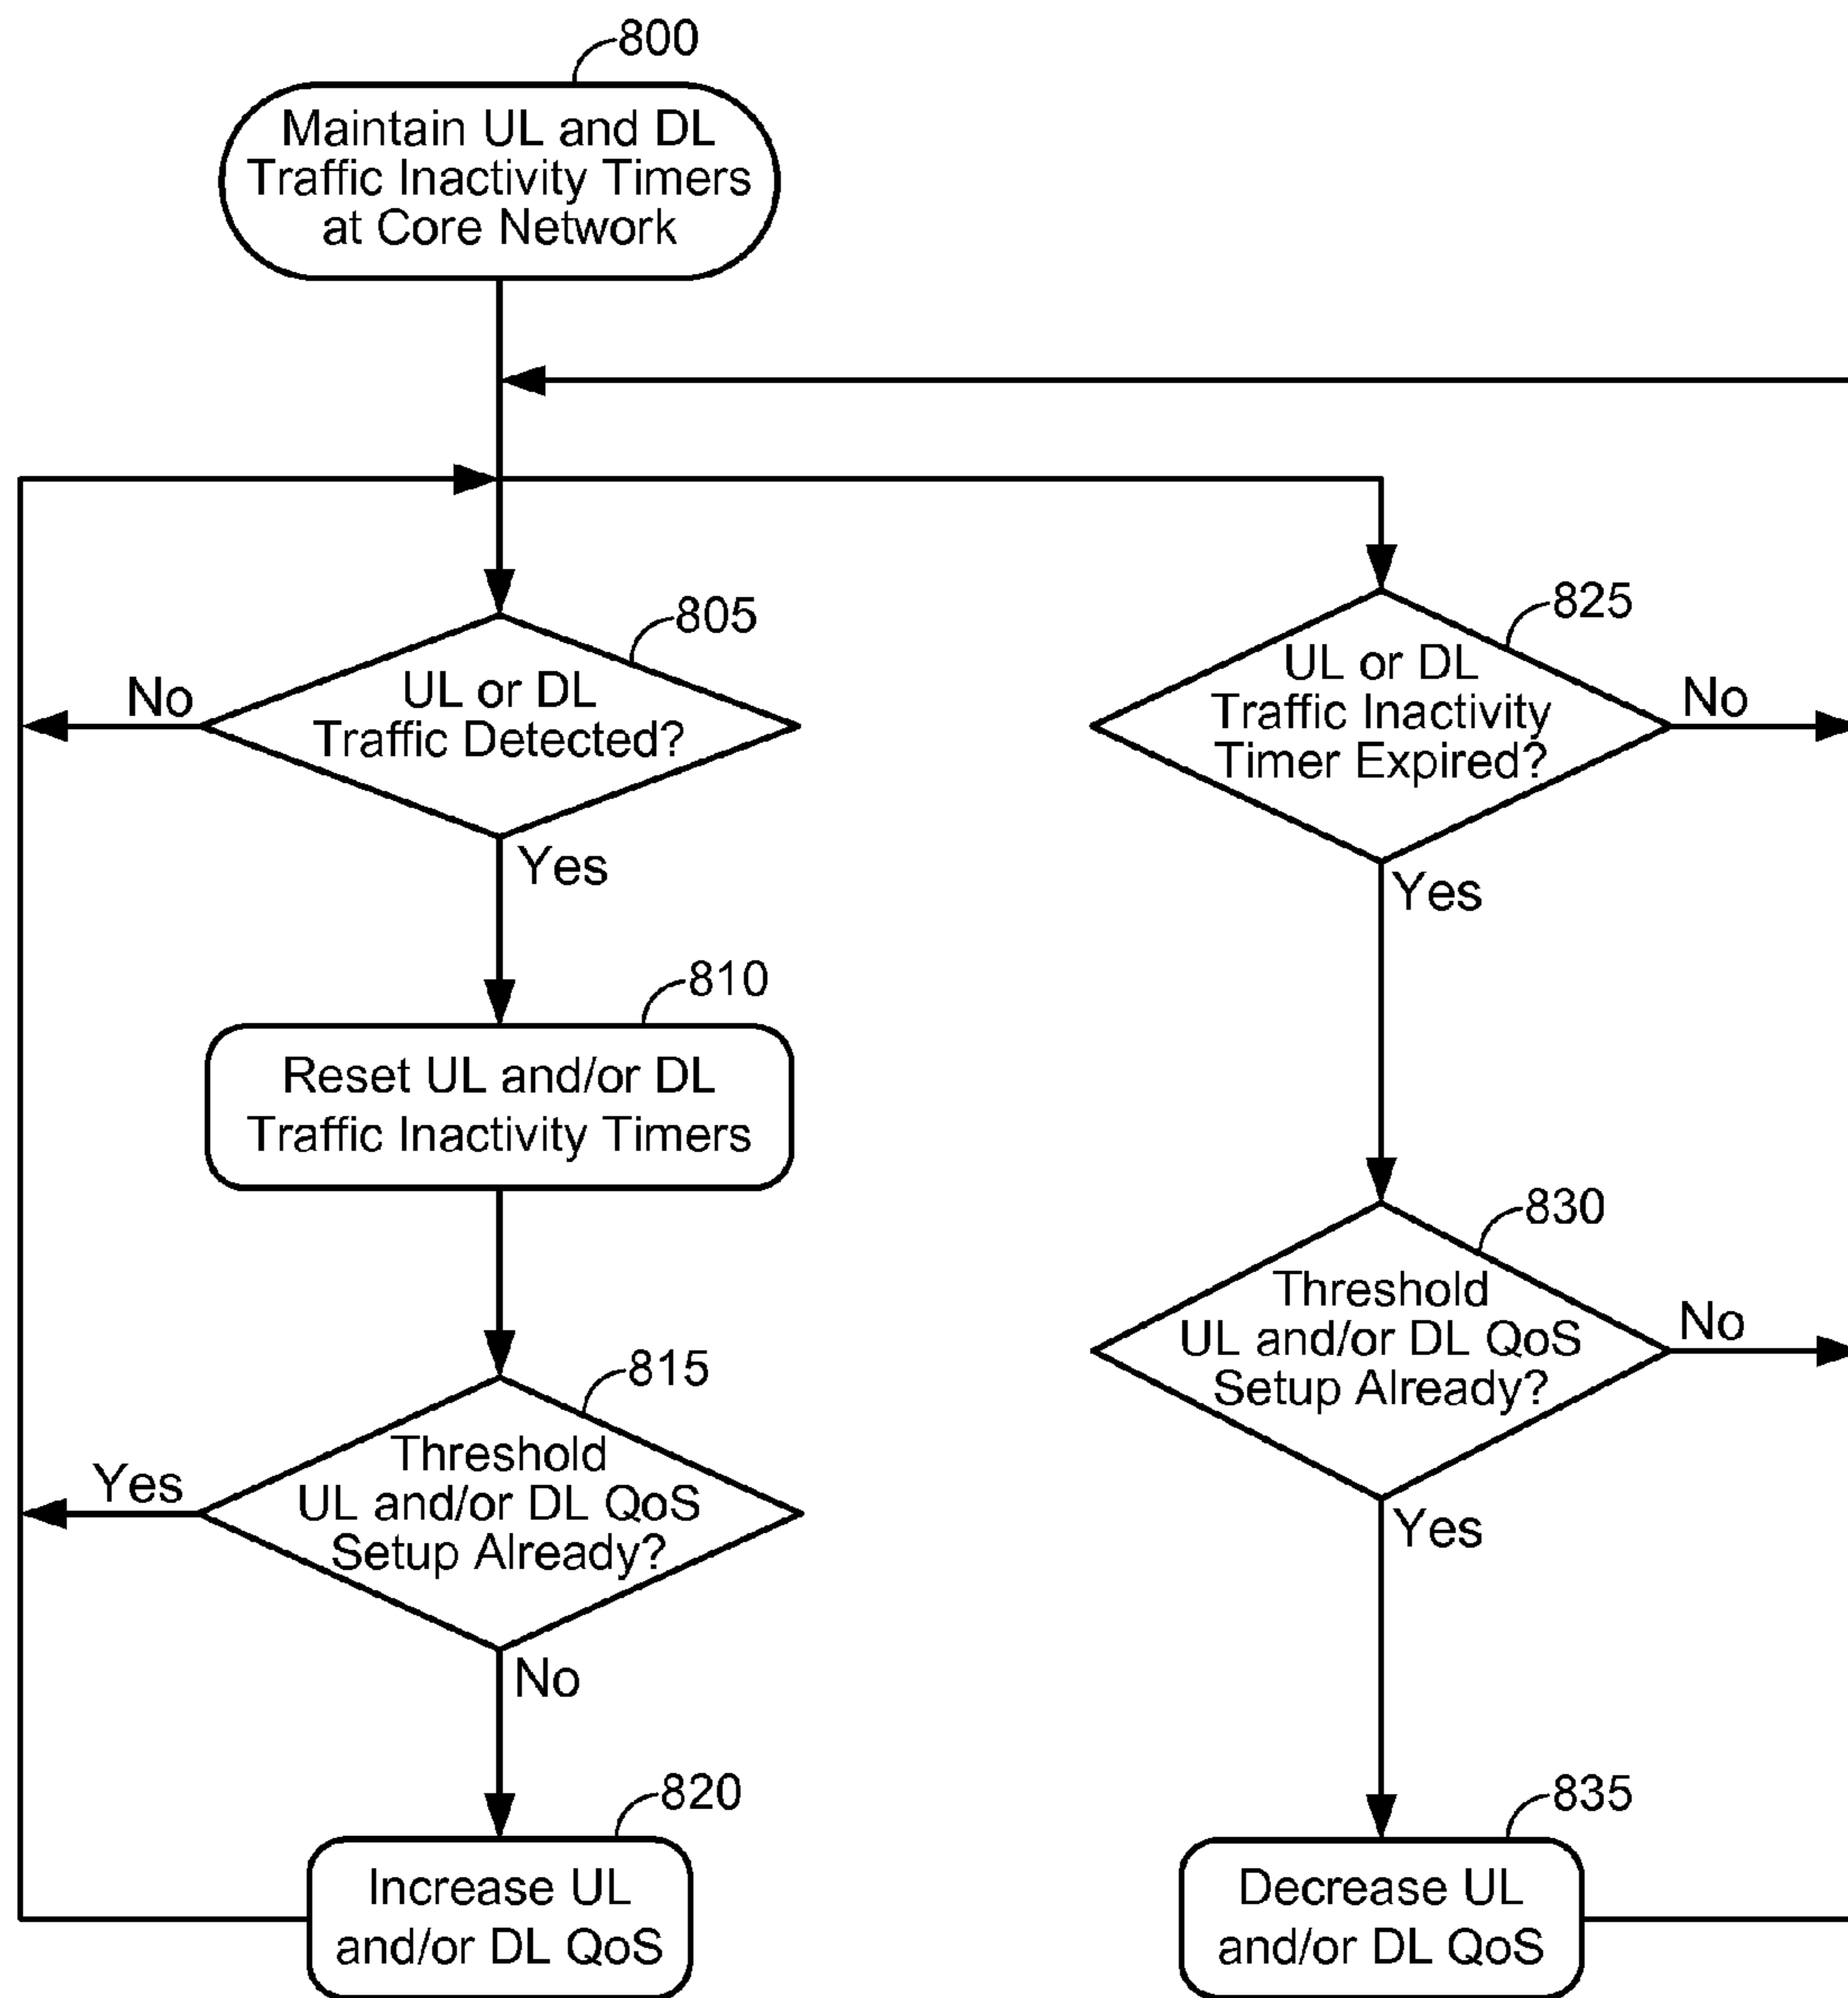 800
Maintain UL and DL
Traffic Inactivity Timers
at Core Network
805
UL or DL
Traffic Detected?
No
Yes
810
Reset UL and/or DL
Traffic Inactivity Timers
815
Threshold
UL and/or DL QoS
Setup Already?
Yes
No
820
Increase UL
and/or DL QoS
825
UL or DL
Traffic Inactivity
Timer Expired?
No
Yes
830
Threshold
UL and/or DL QoS
Setup Already?
No
Yes
835
Decrease UL
and/or DL QoS